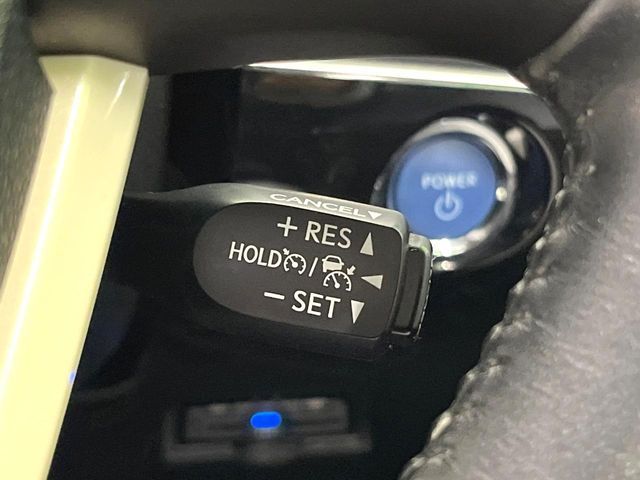 POWER
CANCEL▼
+ RES ▲
HOLD / ◀
− SET ▼